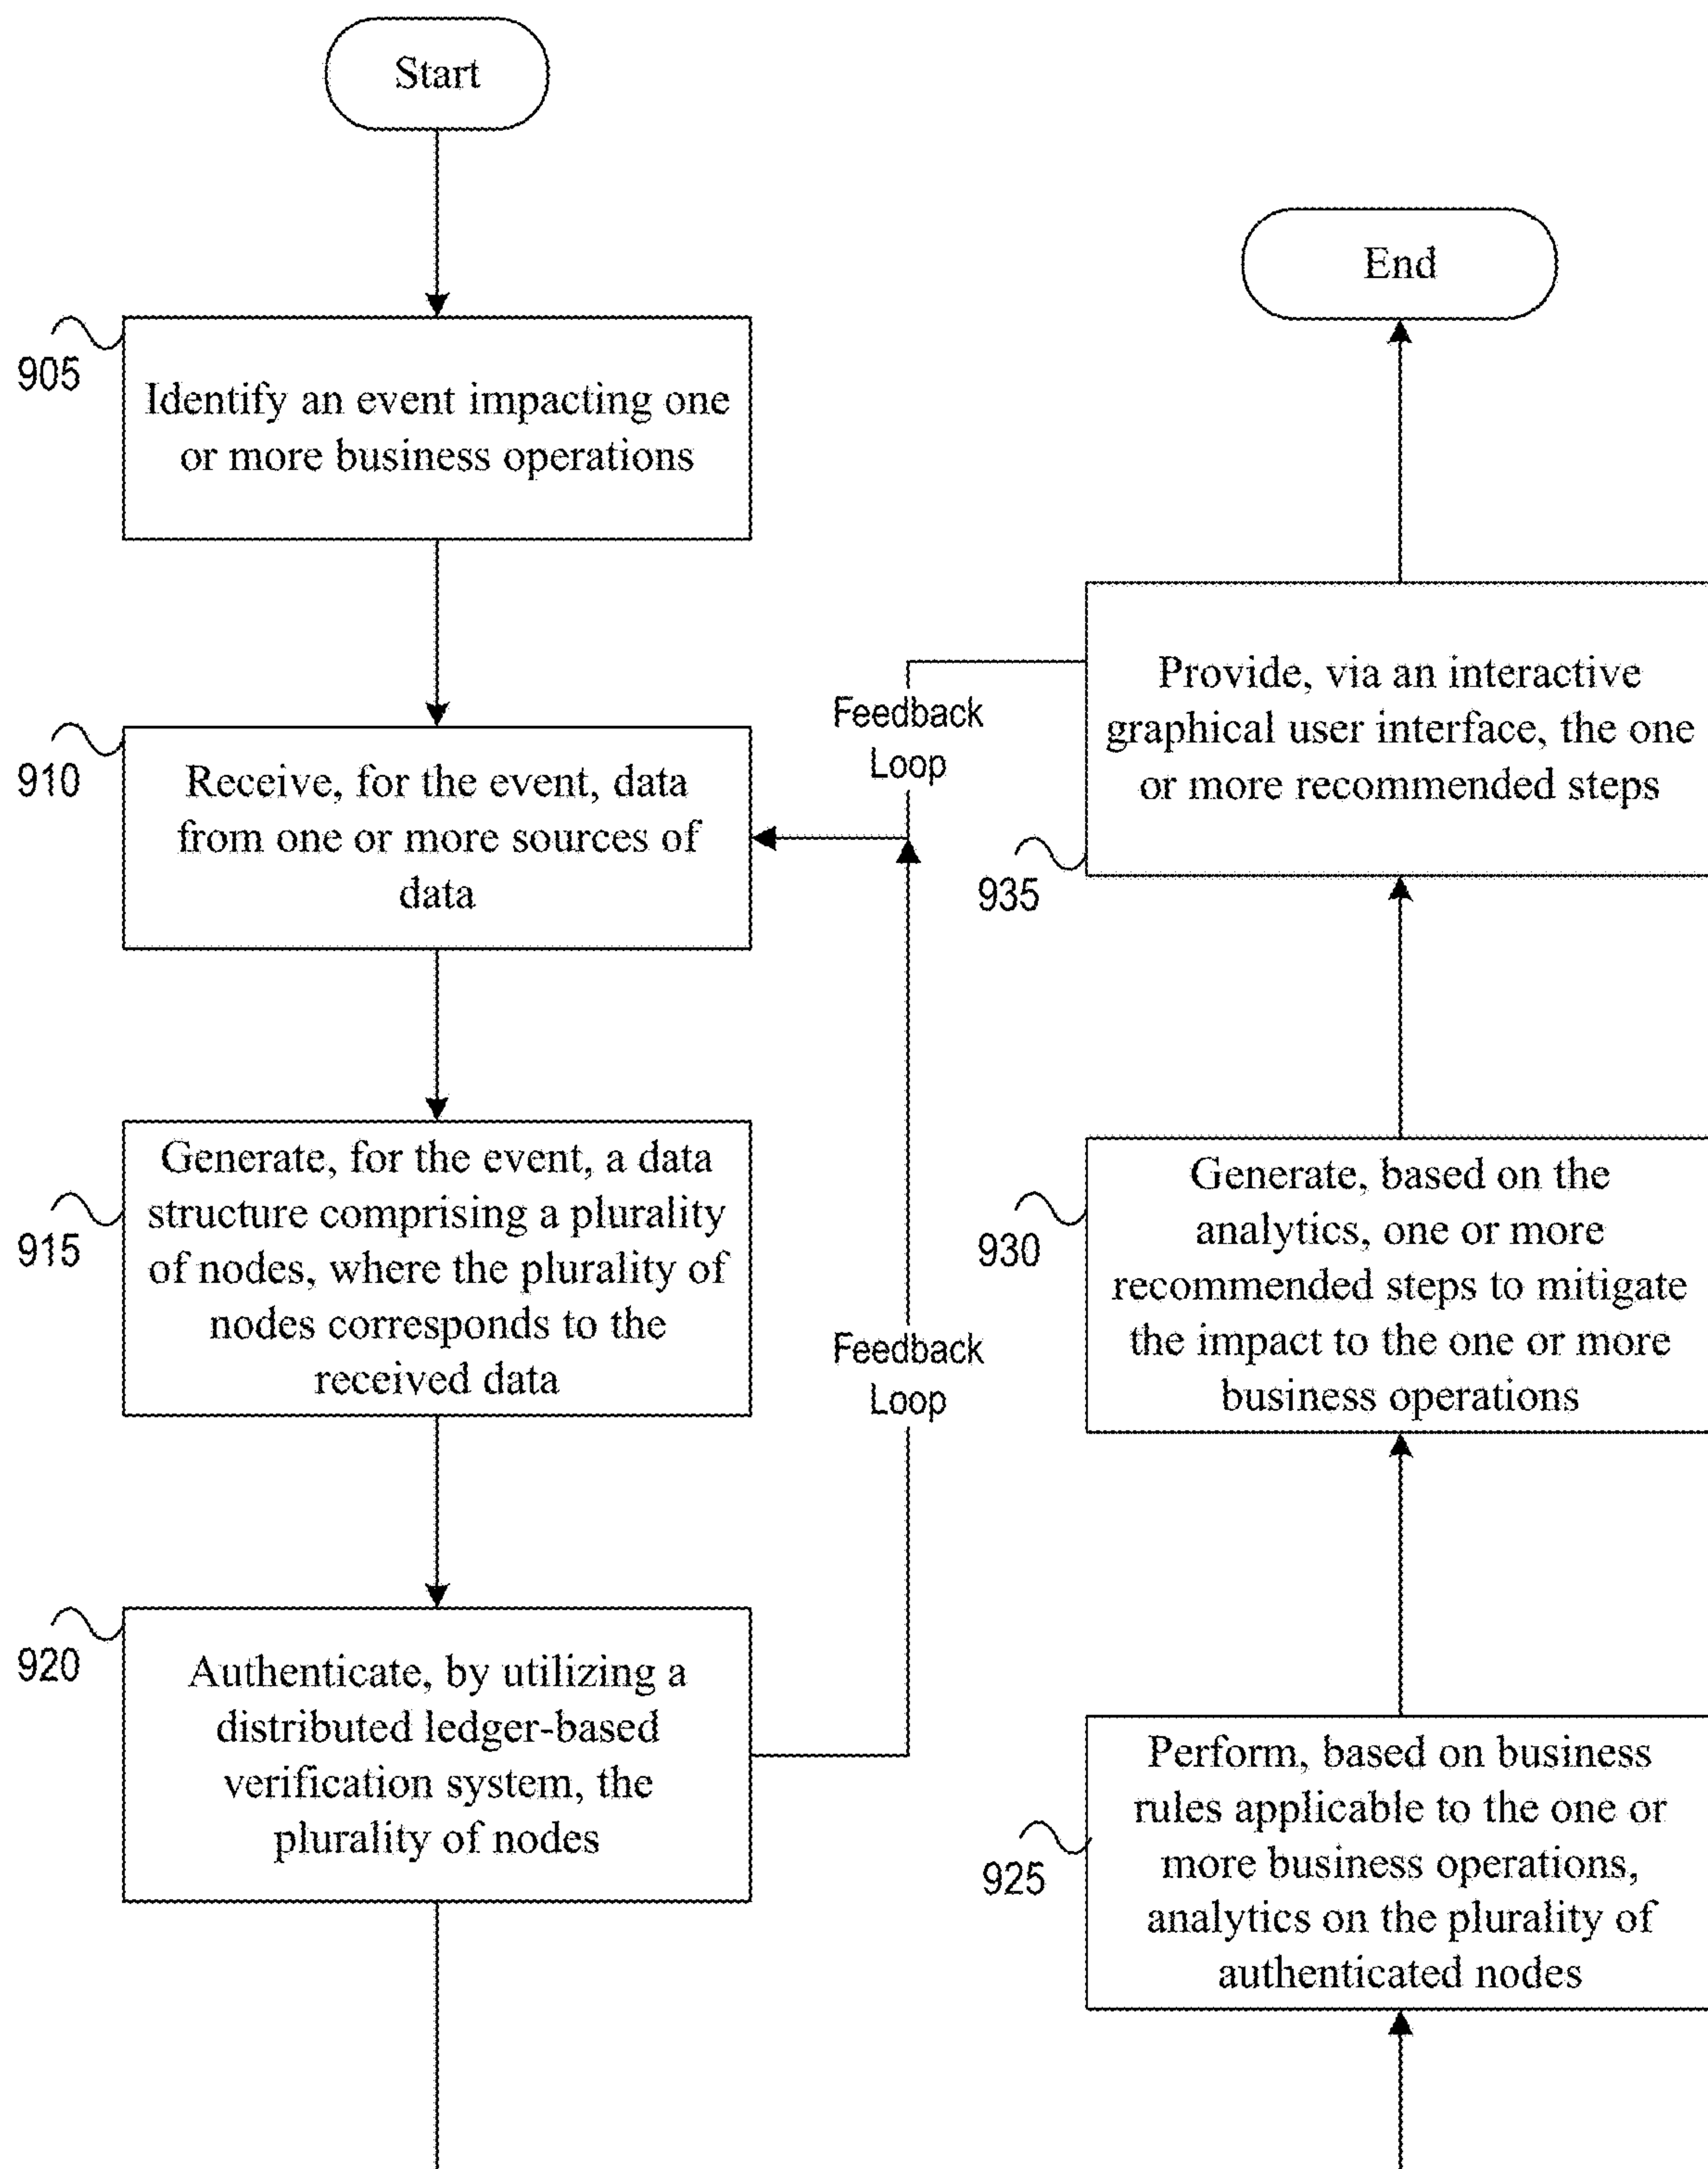 Start
905
Identify an event impacting one
or more business operations
910
Receive, for the event, data
from one or more sources of
data
915
Generate, for the event, a data
structure comprising a plurality
of nodes, where the plurality of
nodes corresponds to the
received data
920
Authenticate, by utilizing a
distributed ledger-based
verification system, the
plurality of nodes
Feedback
Loop
Feedback
Loop
End
Provide, via an interactive
graphical user interface, the one
or more recommended steps
935
Generate, based on the
analytics, one or more
recommended steps to mitigate
the impact to the one or more
business operations
930
Perform, based on business
rules applicable to the one or
more business operations,
analytics on the plurality of
authenticated nodes
925